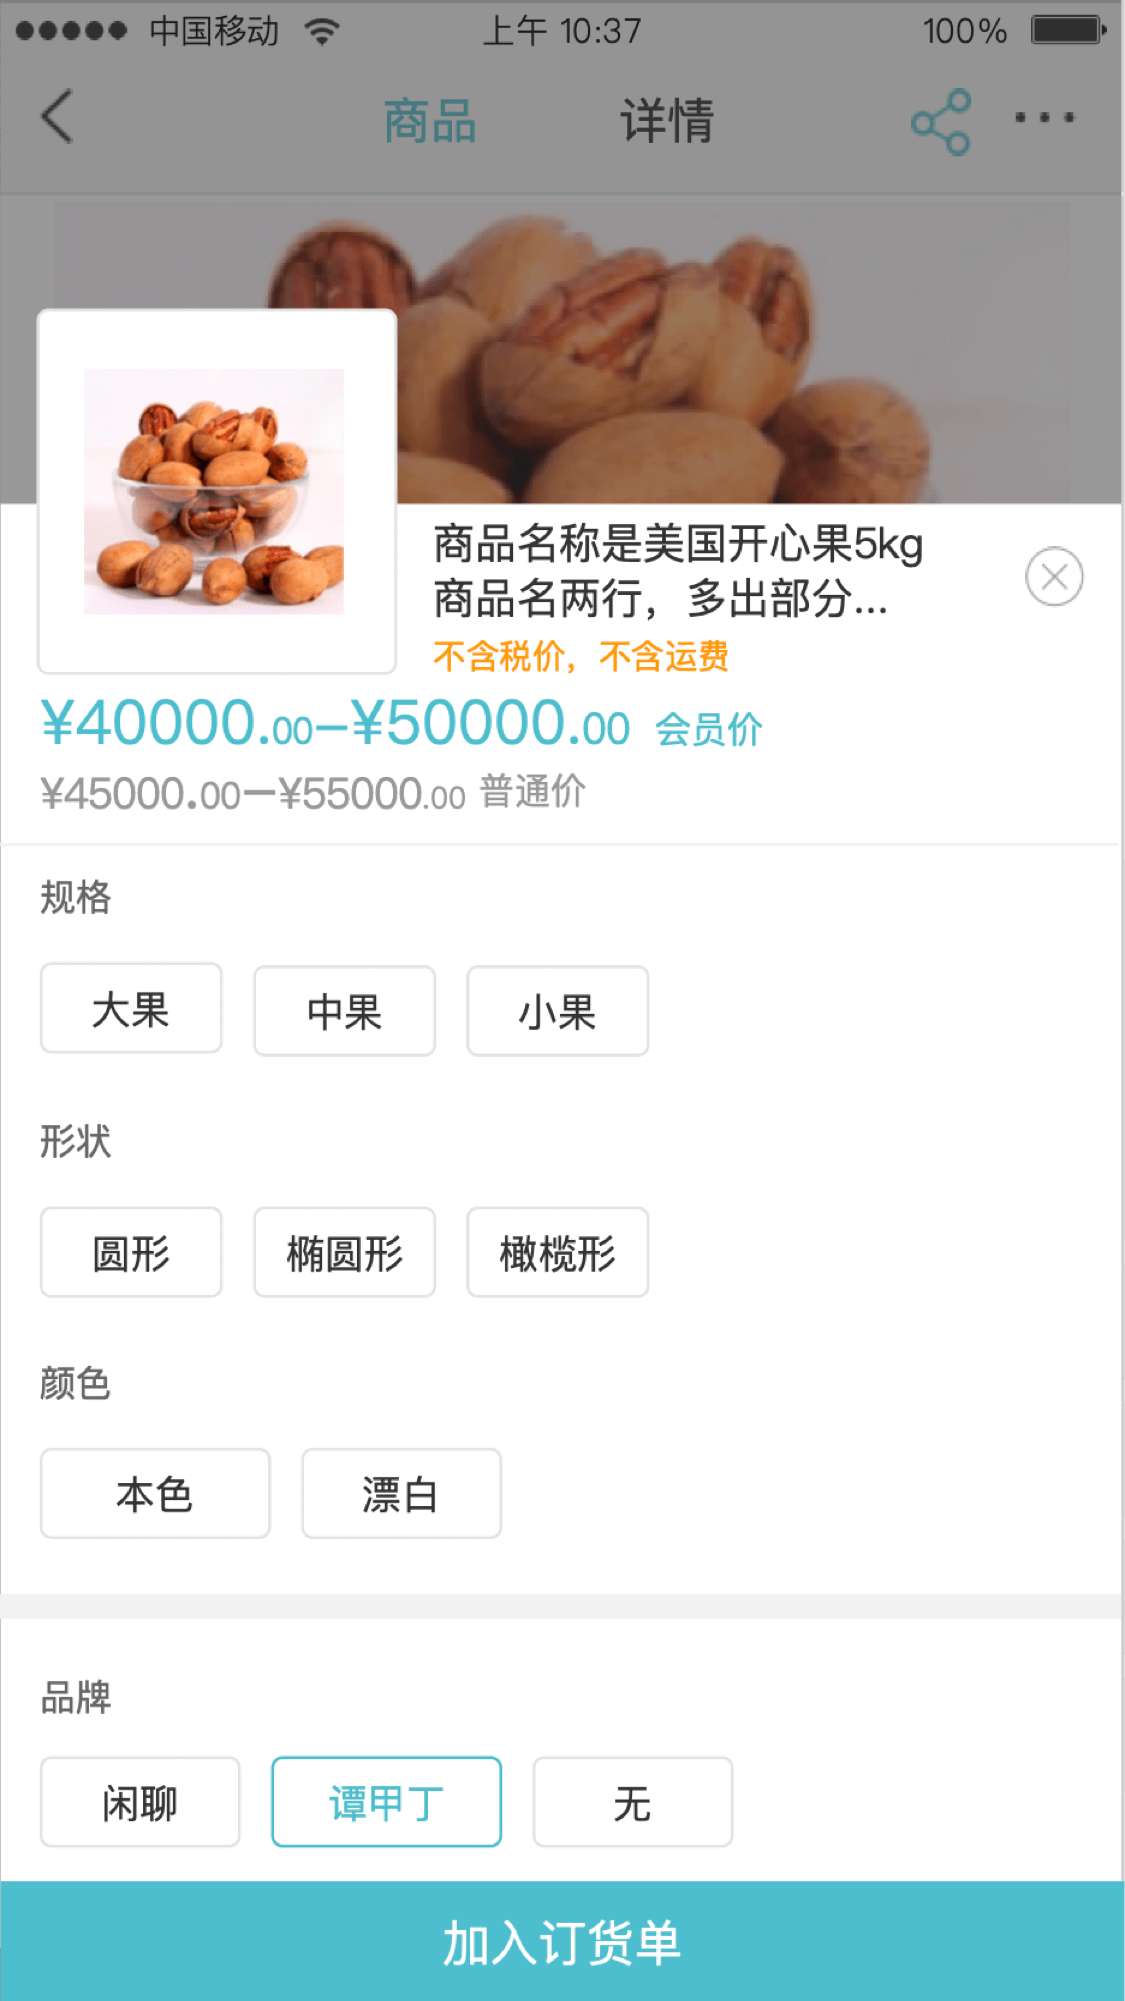 中国移动 上午 10:37 100%
商品 详情
商品名称是美国开心果5kg
商品名两行，多出部分...
不含税价，不含运费
¥40000.00–¥50000.00 会员价
¥45000.00–¥55000.00 普通价
规格
大果 中果 小果
形状
圆形 椭圆形 橄榄形
颜色
本色 漂白
品牌
闲聊 谭甲丁 无
加入订货单